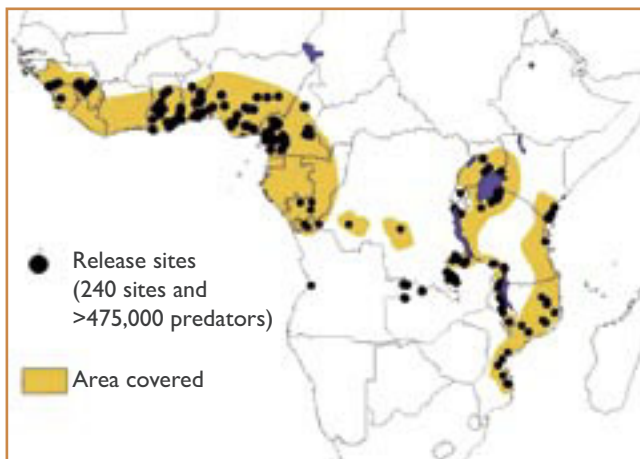 Release sites
(240 sites and
>475,000 predators)
Area covered